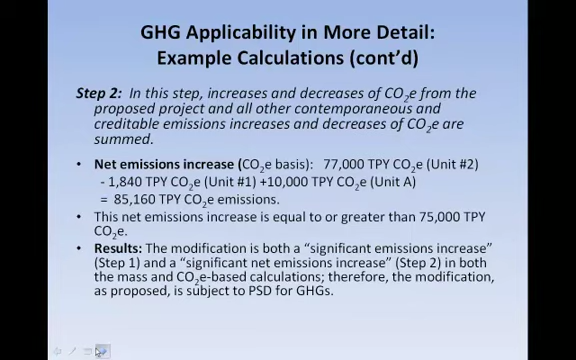 GHG Applicability in More Detail:
Example Calculations (cont'd)
Step 2: In this step, increases and decreases of CO2e from the
proposed project and all other contemporaneous and
creditable emissions increases and decreases of CO2e are
summed.
• Net emissions increase (CO2e basis): 77,000 TPY CO2e (Unit #2)
- 1,840 TPY CO2e (Unit #1) +10,000 TPY CO2e (Unit A)
= 85,160 TPY CO2e emissions.
• This net emissions increase is equal to or greater than 75,000 TPY
CO2e.
• Results: The modification is both a "significant emissions increase"
(Step 1) and a "significant net emissions increase" (Step 2) in both
the mass and CO2e-based calculations; therefore, the modification,
as proposed, is subject to PSD for GHGs.